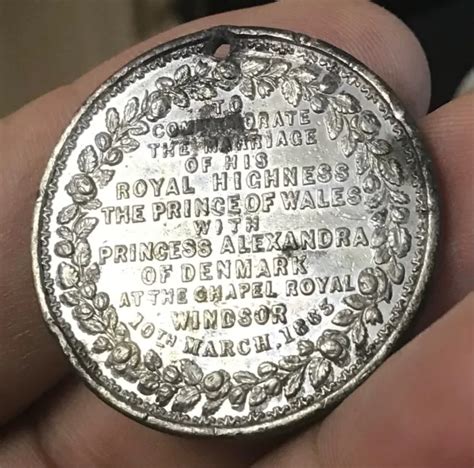 TO
COMMEMORATE
THE MARRIAGE
OF HIS
ROYAL HIGHNESS
THE PRINCE OF WALES
WITH
PRINCESS ALEXANDRA
OF DENMARK
AT THE CHAPEL ROYAL
WINDSOR
10TH MARCH. 1863